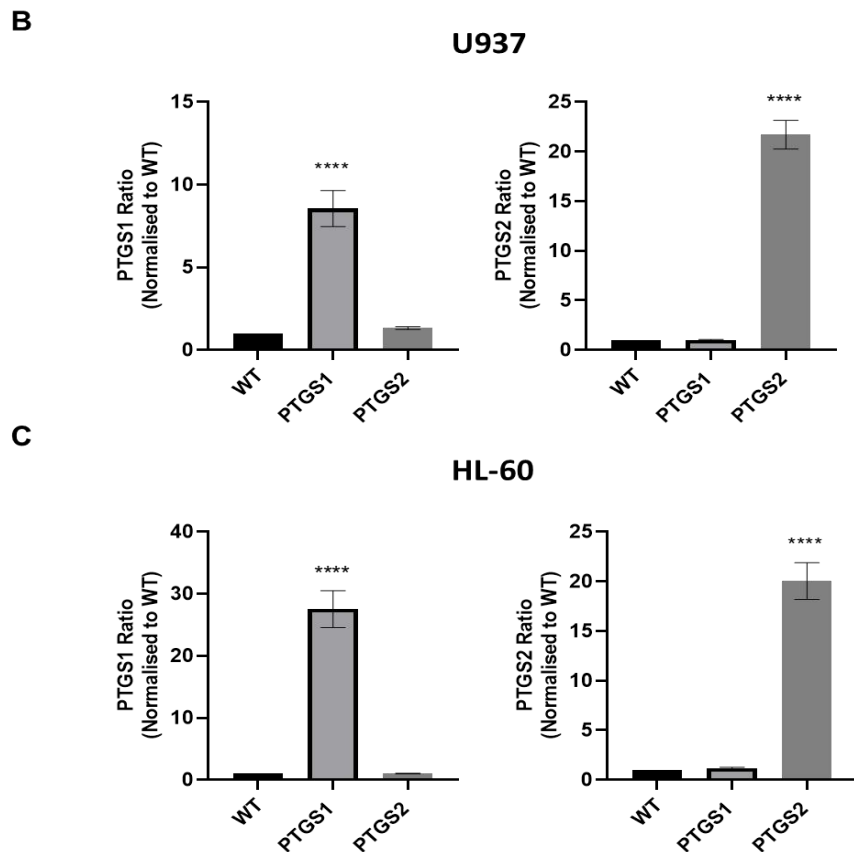 B
U937
PTGS1 Ratio
(Normalised to WT)
15
10
5
0
****
WT
PTGS1
PTGS2
PTGS2 Ratio
(Normalised to WT)
25
20
15
10
5
0
****
WT
PTGS1
PTGS2
C
HL-60
PTGS1 Ratio
(Normalised to WT)
40
30
20
10
0
****
WT
PTGS1
PTGS2
PTGS2 Ratio
(Normalised to WT)
25
20
15
10
5
0
****
WT
PTGS1
PTGS2